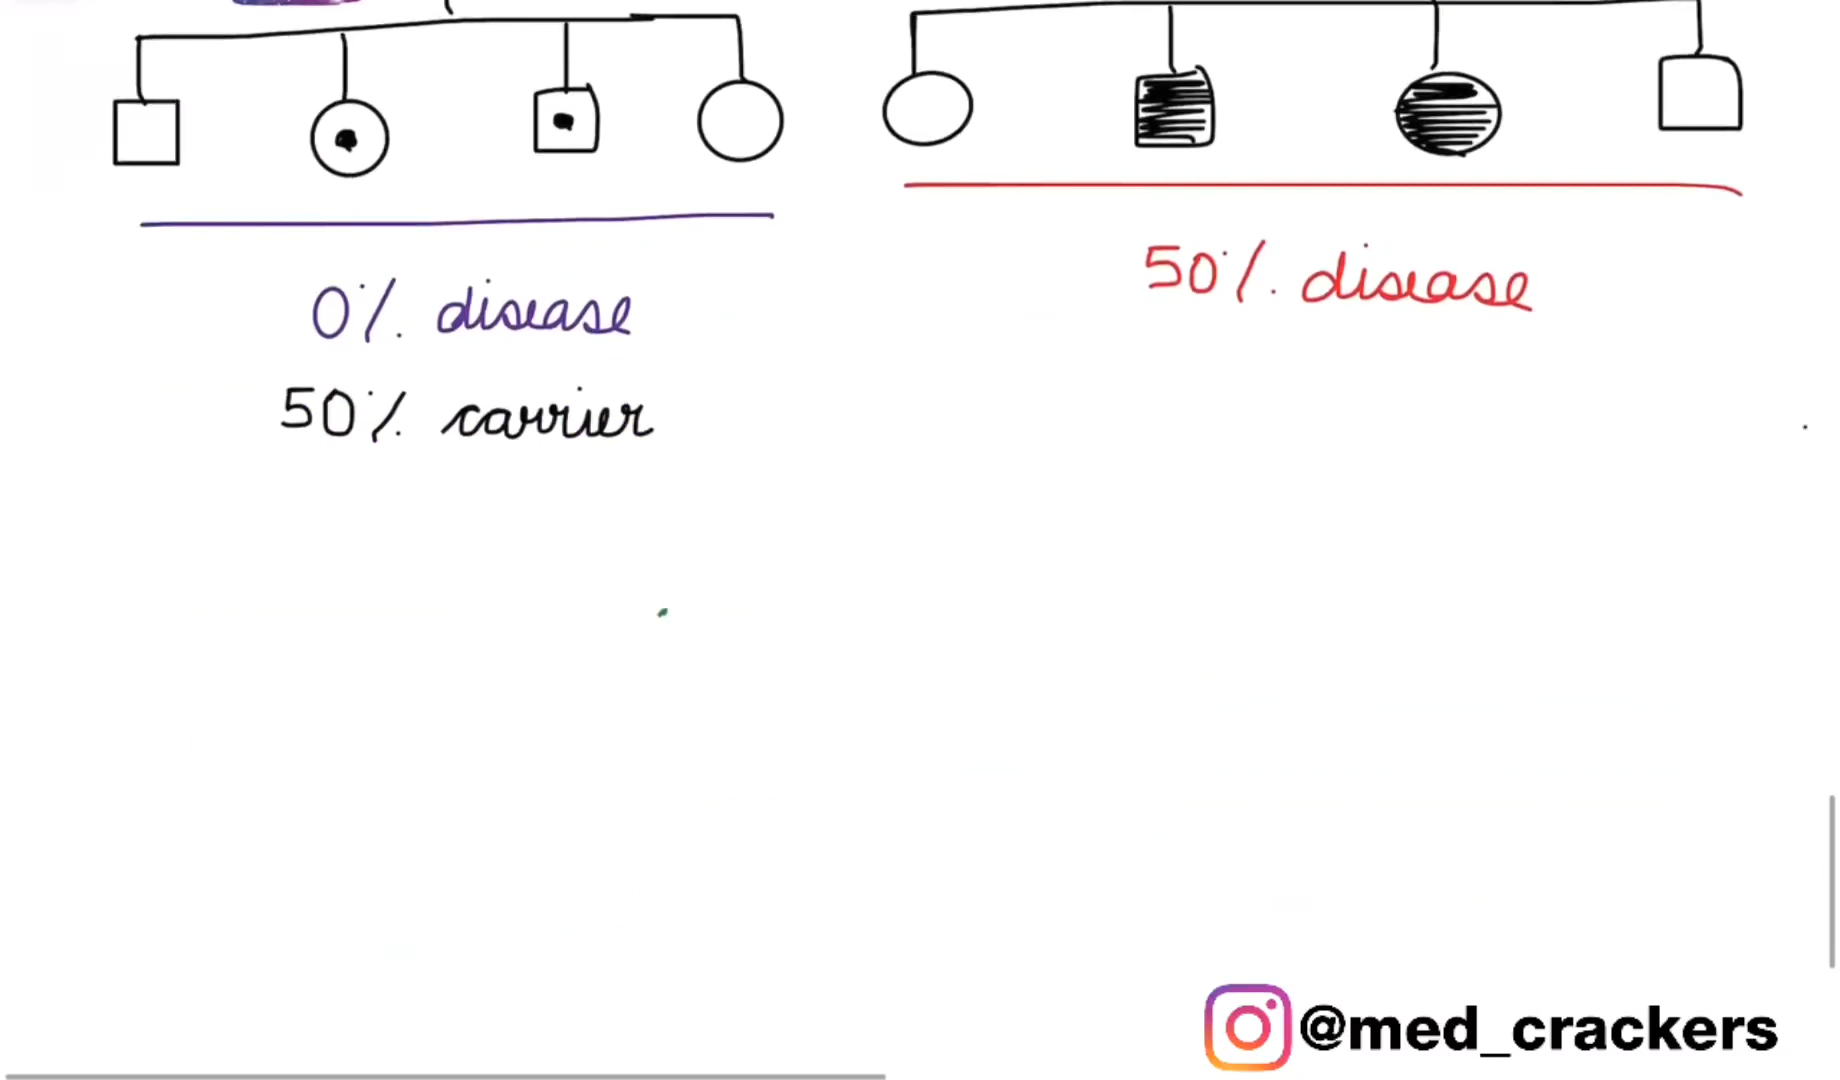 0% disease
50% carrier
50% disease
@med_crackers